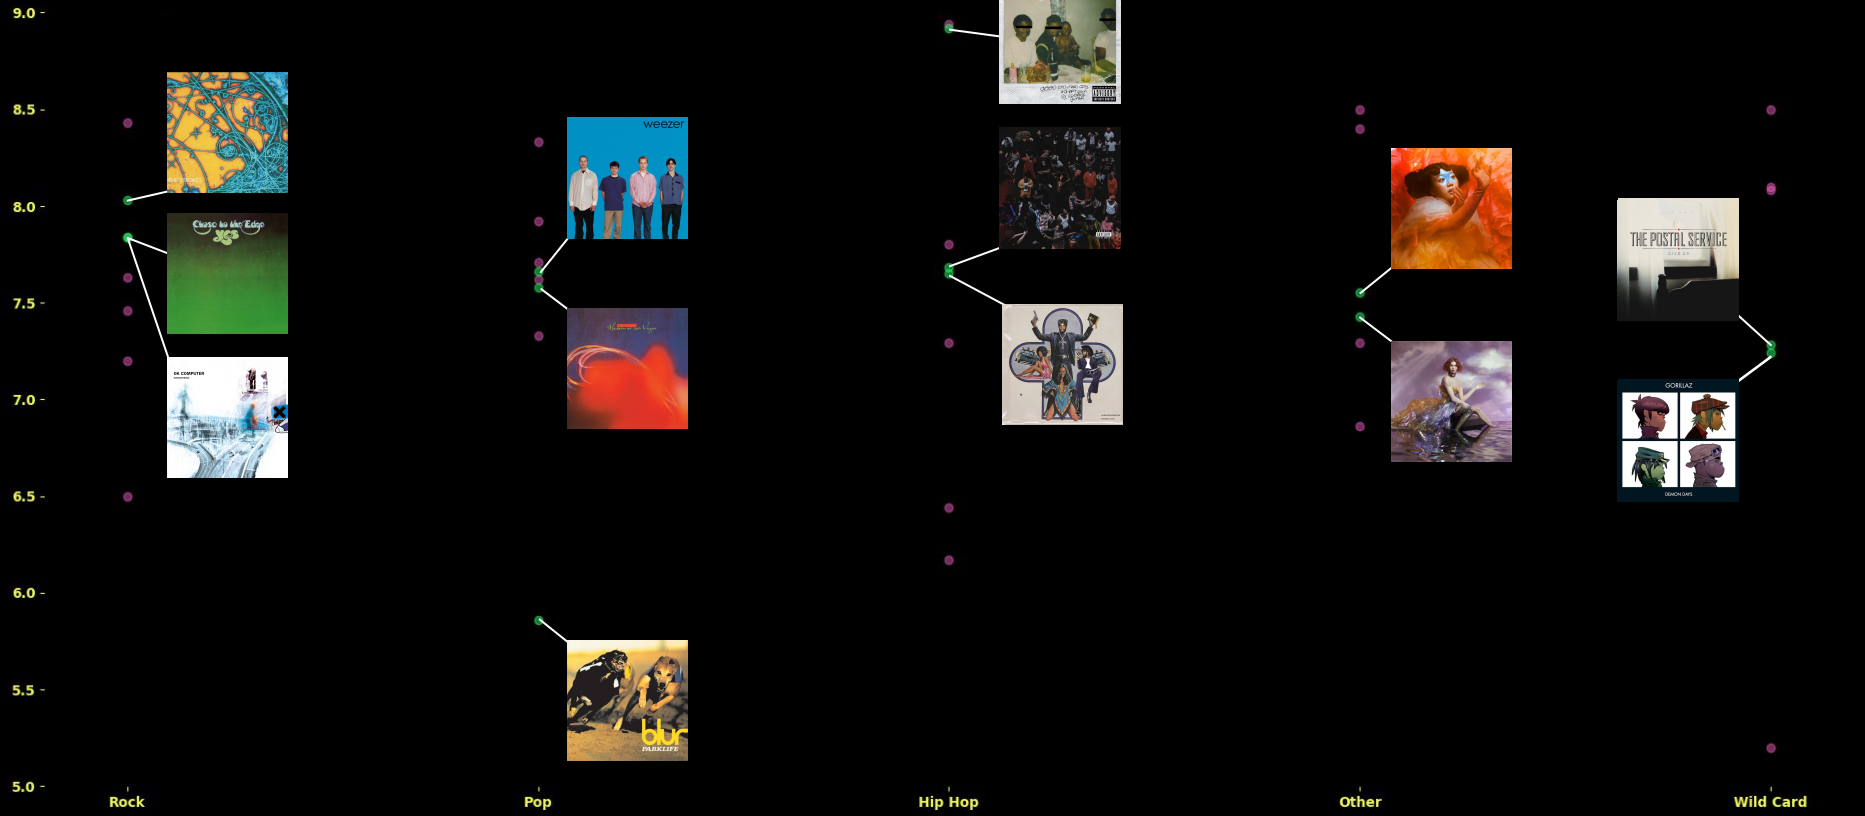 9.0
8.5
8.0
7.5
7.0
6.5
6.0
5.5
5.0
Rock
Pop
Hip Hop
Other
Wild Card
Close to the Edge
YES
OK COMPUTER
weezer
blur
PARKLIFE
THE POSTAL SERVICE
GIVE UP
GORILLAZ
DEMON DAYS